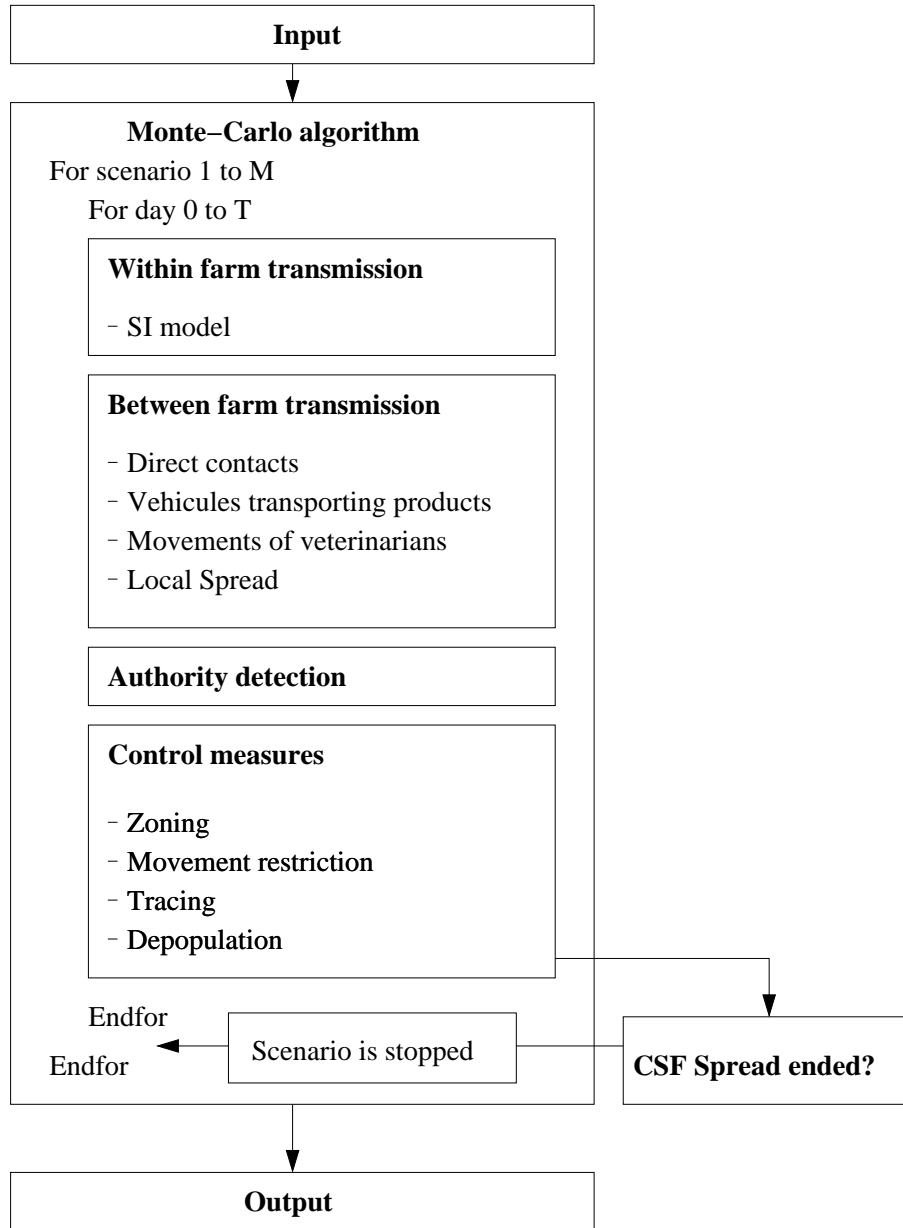 Input
Monte−Carlo algorithm
For scenario 1 to M
For day 0 to T
Within farm transmission
− SI model
Between farm transmission
− Direct contacts
− Vehicules transporting products
− Movements of veterinarians
− Local Spread
Authority detection
Control measures
− Zoning
− Movement restriction
− Tracing
− Depopulation
Endfor
Scenario is stopped
CSF Spread ended?
Endfor
Output